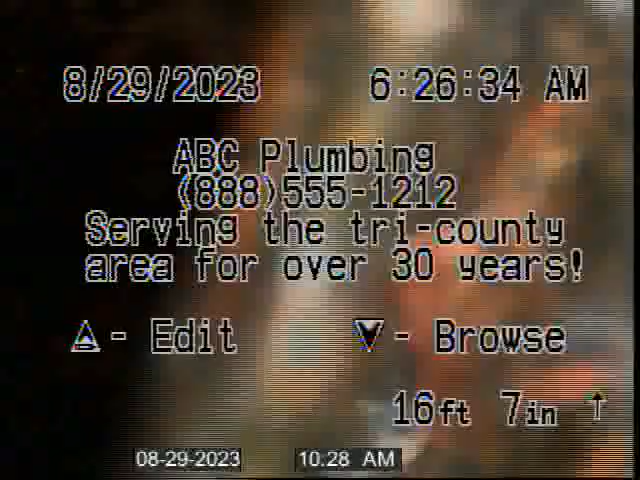 8/29/2023 6:26:34 AM
ABC Plumbing
(888)555-1212
Serving the tri-county
area for over 30 years!
- Edit - Browse
16ft 7in ↑
08-29-2023 10:28 AM